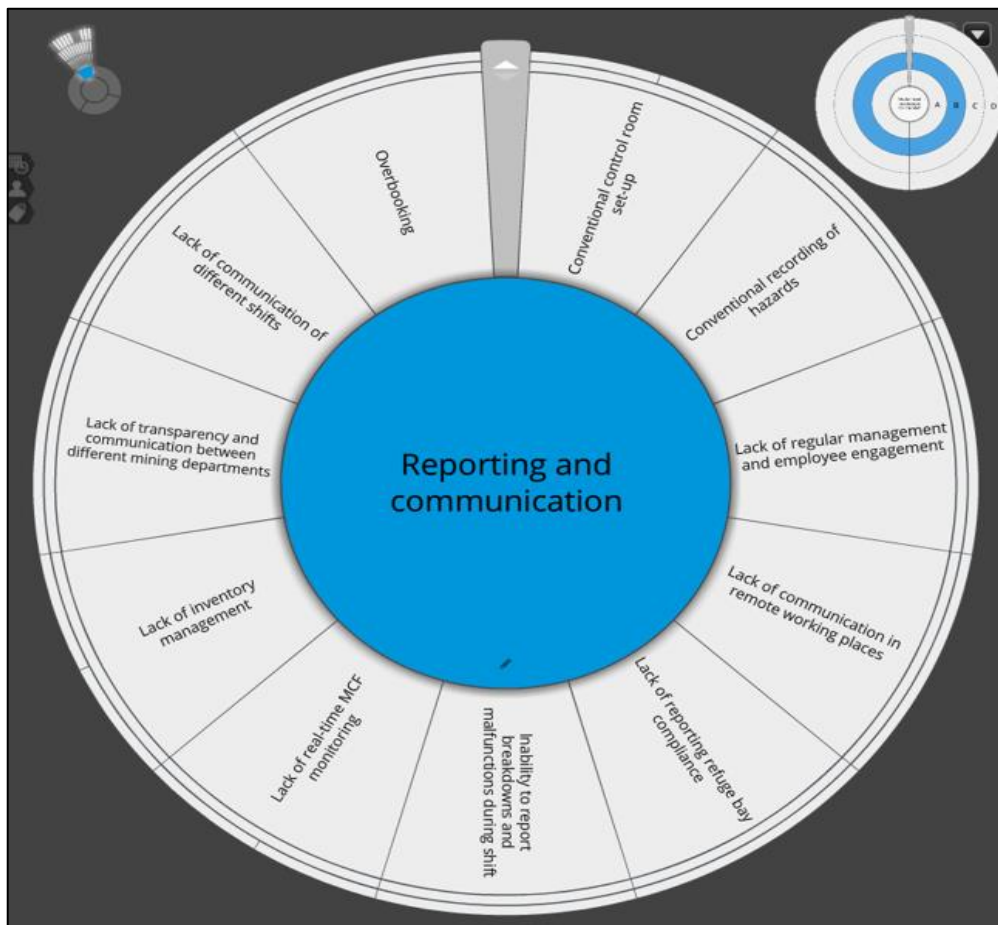 Reporting and
communication
Conventional control room
set-up
Conventional recording of
hazards
Lack of regular management
and employee engagement
Lack of communication in
remote working places
Lack of reporting refuge bay
compliance
Inability to report
breakdowns and
malfunctions during shift
Lack of real-time MCF
monitoring
Lack of inventory
management
Lack of transparency and
communication between
different mining departments
Lack of communication of
different shifts
Overbooking
A B C D